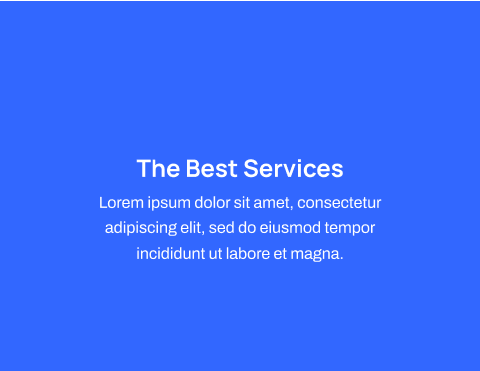 The Best Services
Lorem ipsum dolor sit amet, consectetur
adipiscing elit, sed do eiusmod tempor
incididunt ut labore et magna.